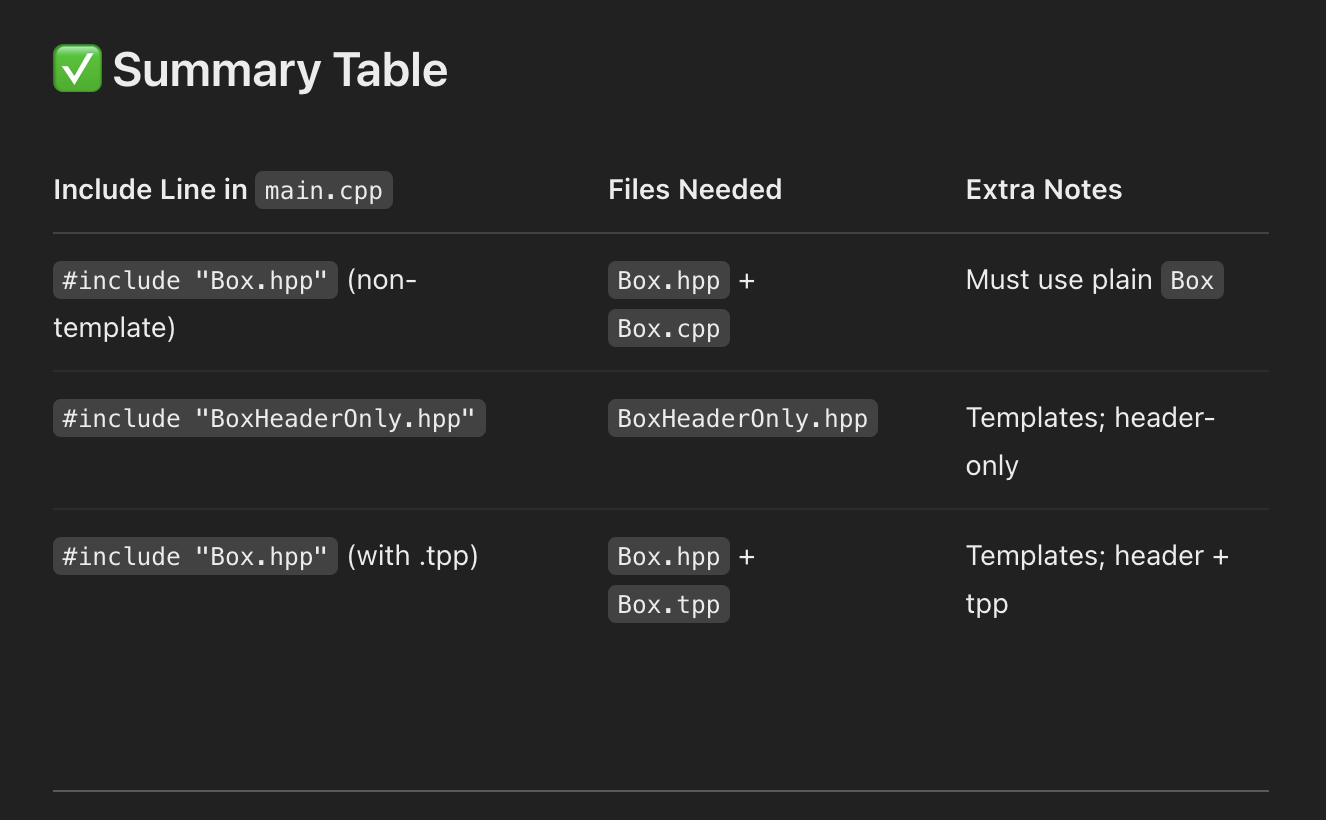 ✅ Summary Table
Include Line in main.cpp Files Needed Extra Notes
#include "Box.hpp" (non-
template)
Box.hpp +
Box.cpp
Must use plain Box
#include "BoxHeaderOnly.hpp"
BoxHeaderOnly.hpp
Templates; header-
only
#include "Box.hpp" (with .tpp)
Box.hpp +
Box.tpp
Templates; header +
tpp